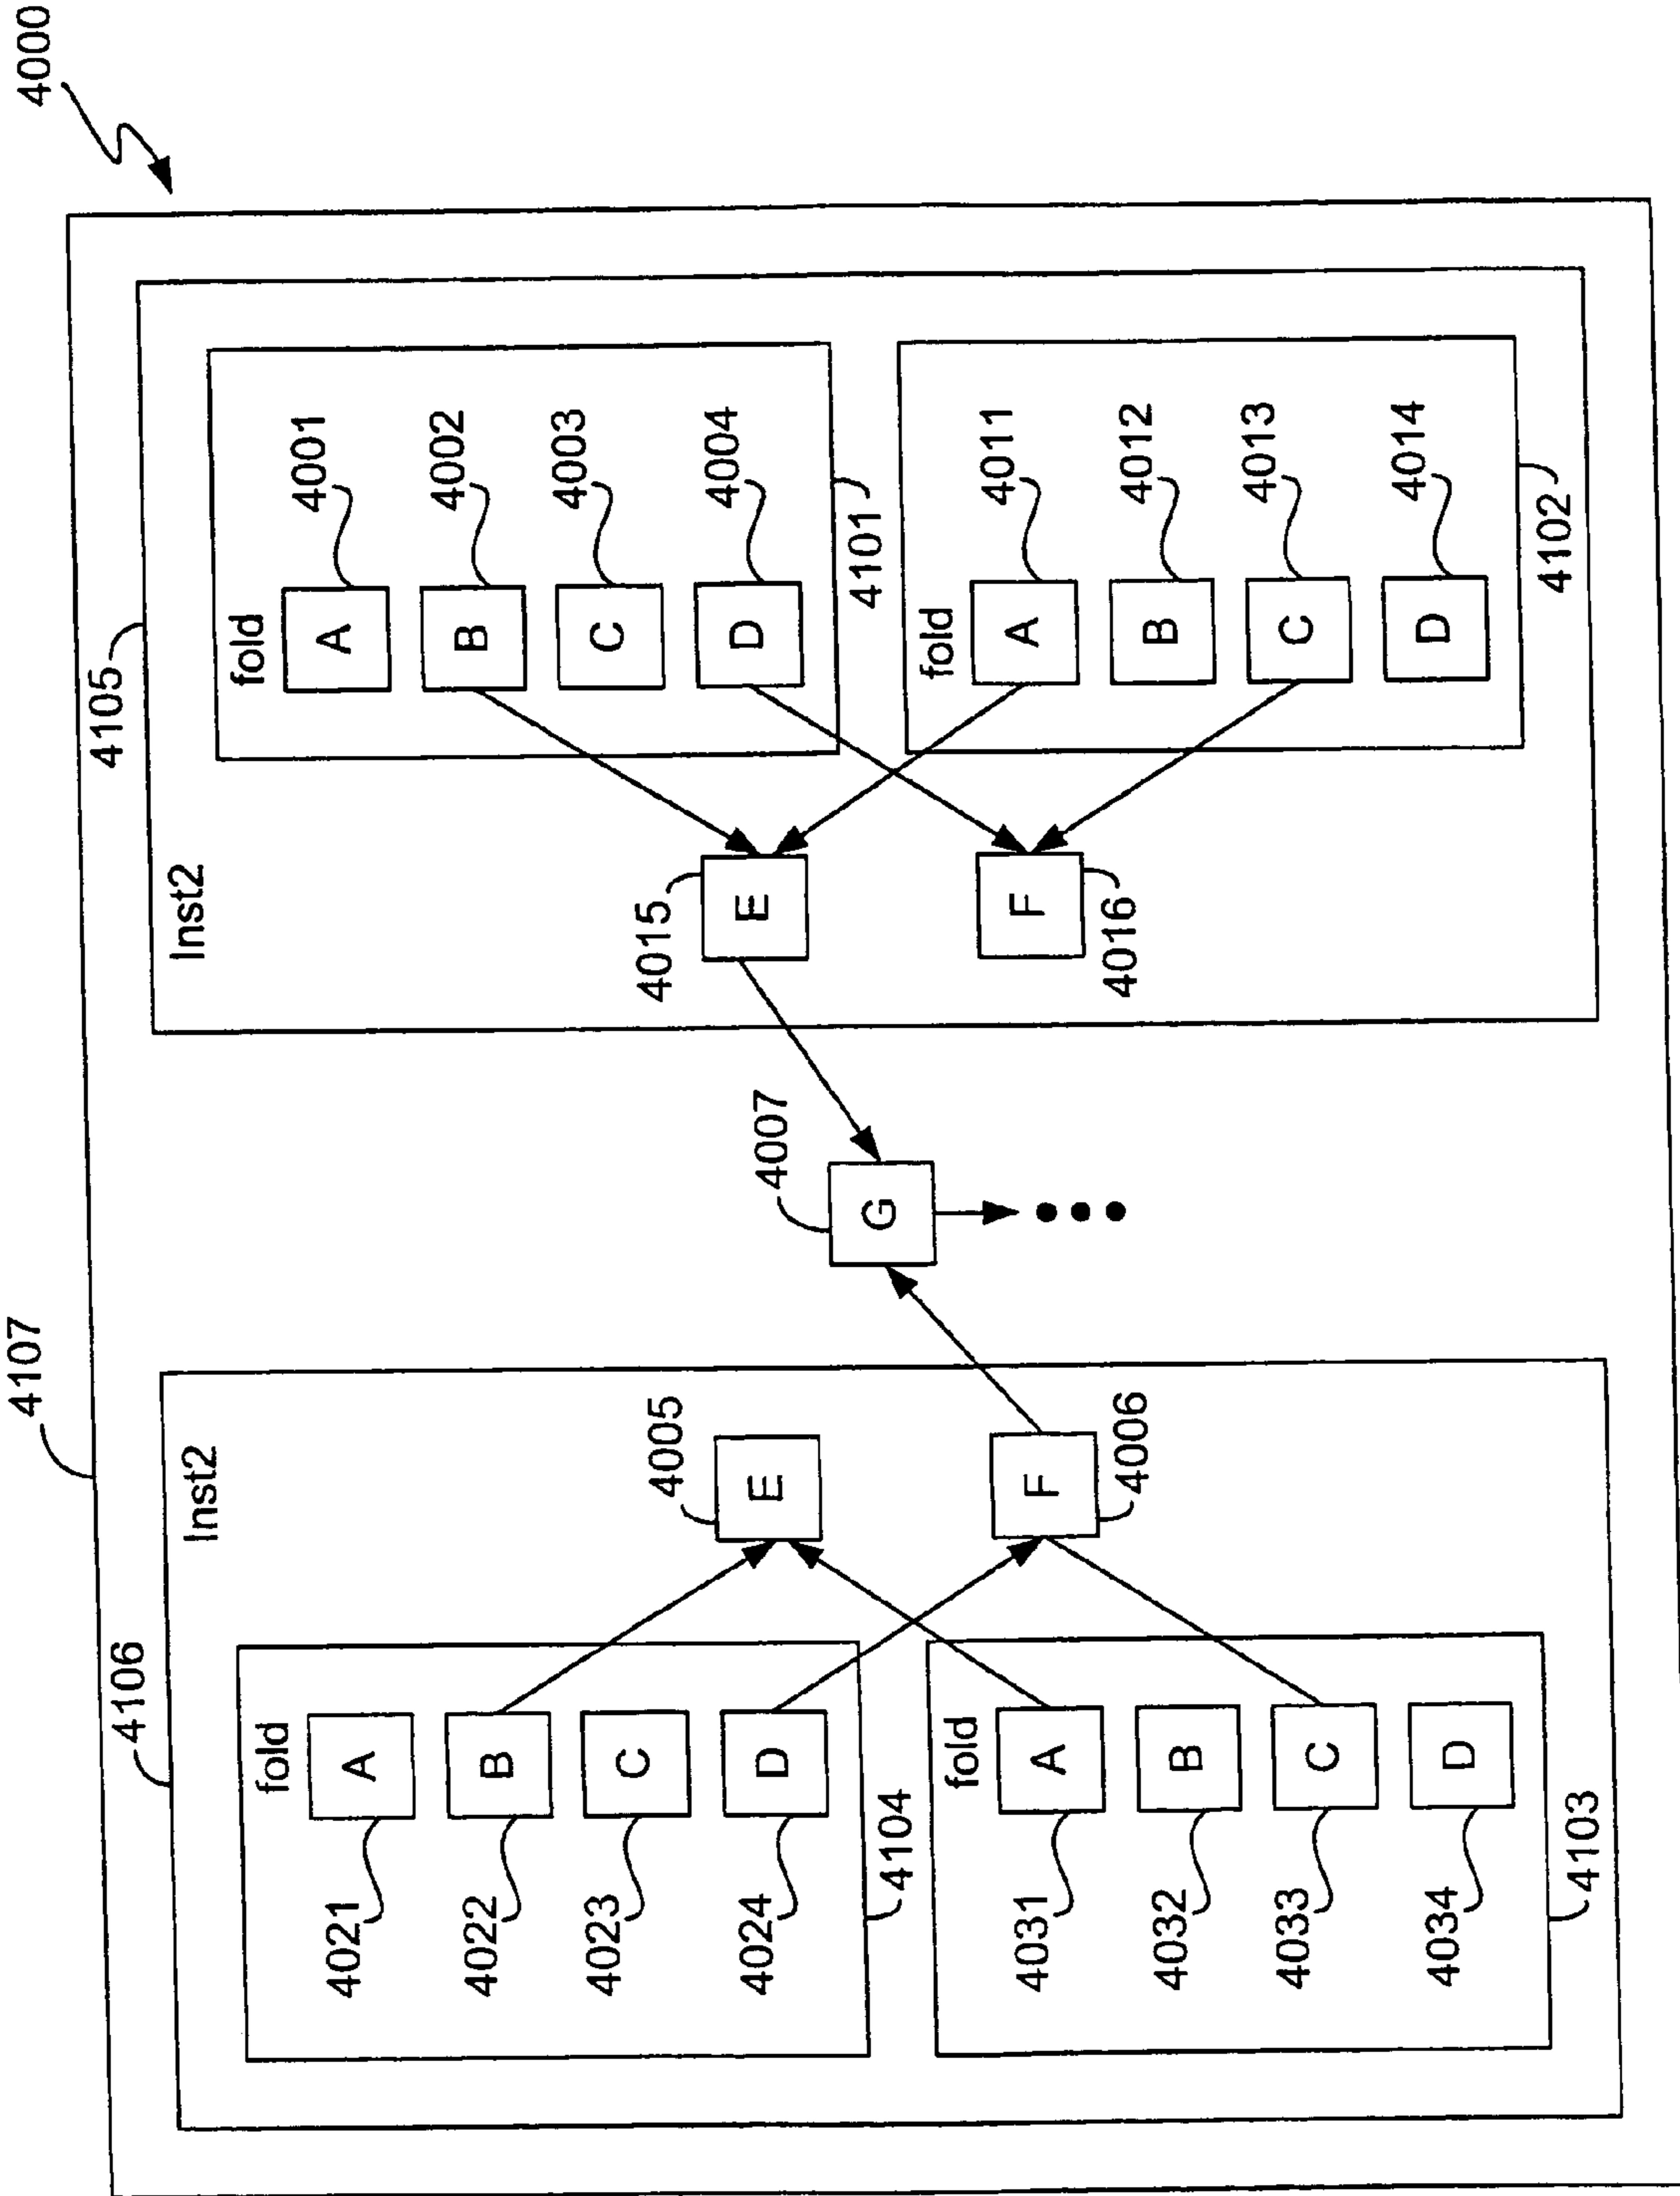 4107
4000
4106
4105
Inst2
Inst2
fold
fold
4021 A
A 4001
4022 B
B 4002
4023 C
C 4003
4005
4015
4024 D
E
E
D 4004
4007
G
4104
4101
fold
fold
4031 A
F
F
A 4011
4006
4016
4032 B
B 4012
4033 C
C 4013
4034 D
D 4014
4103
4102